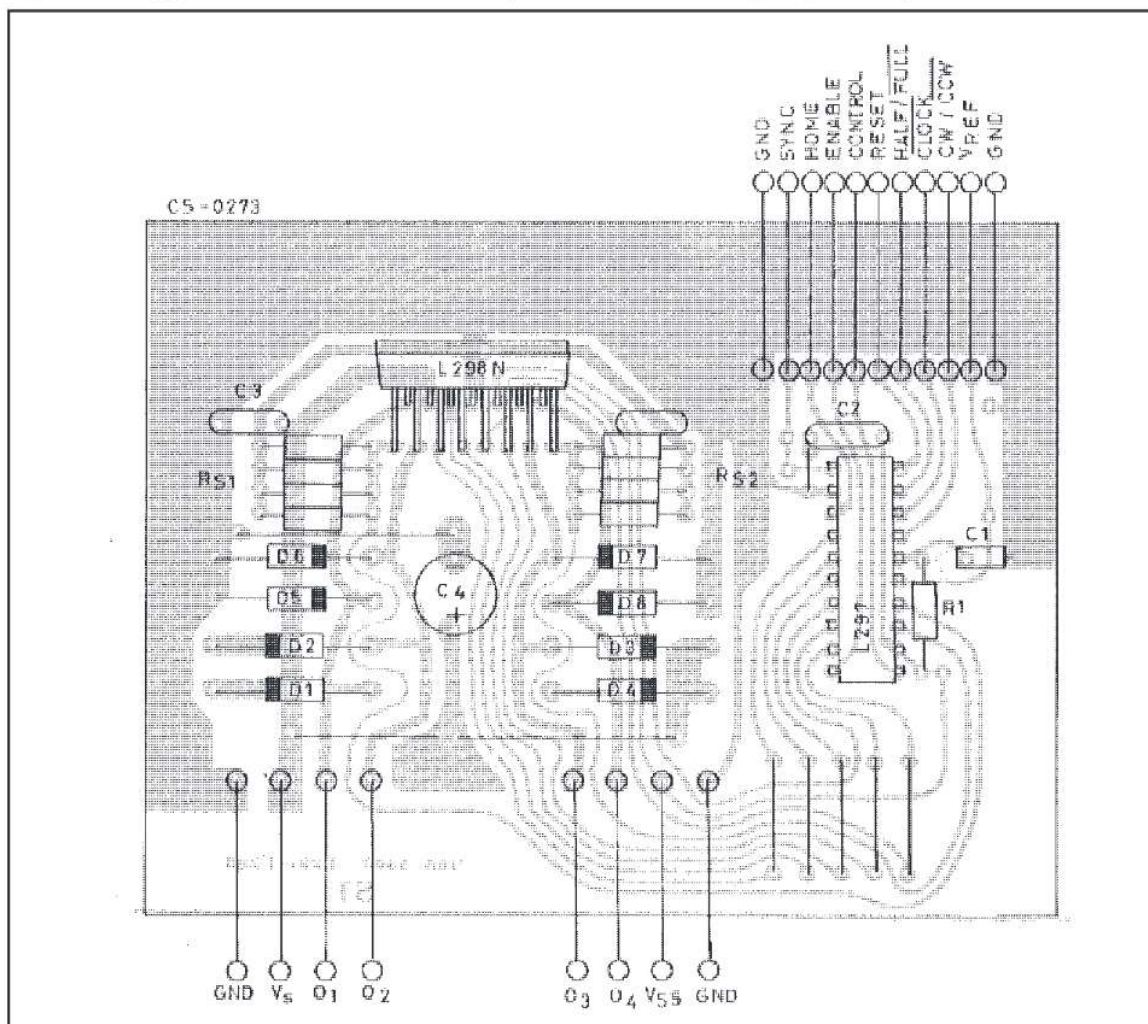 GND
SYNC
HOME
ENABLE
CONTROL
RESET
HALF/FULL
CLOCK
CW/CCW
VREF
GND
CS-0273
L298N
C3
C2
RS1
RS2
C1
D6
D7
C4
D5
D8
R1
L297
D2
D3
D1
D4
GND VS O1 O2 O3 O4 VSS GND